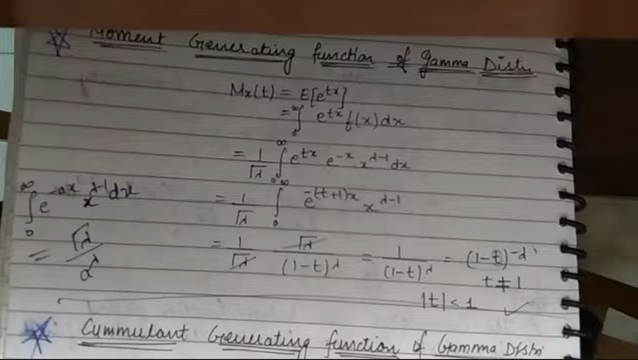 Moment Generating function of Gamma Distri
Mx(t) = E[e^tx]
= ∫₀^∞ e^tx f(x) dx
= 1/Γλ ∫₀^∞ e^tx e^-x x^λ-1 dx
= 1/Γλ ∫₀^∞ e^-(t+1)x x^λ-1
∫₀^∞ e^-ax x^λ-1 dx
= Γλ/a^λ
= 1/Γλ Γλ/(1-t)^λ = 1/(1-t)^λ = (1-t)^-λ,
t ≠ 1
|t| < 1 ✓
Cummulant Generating function of Gamma Distri